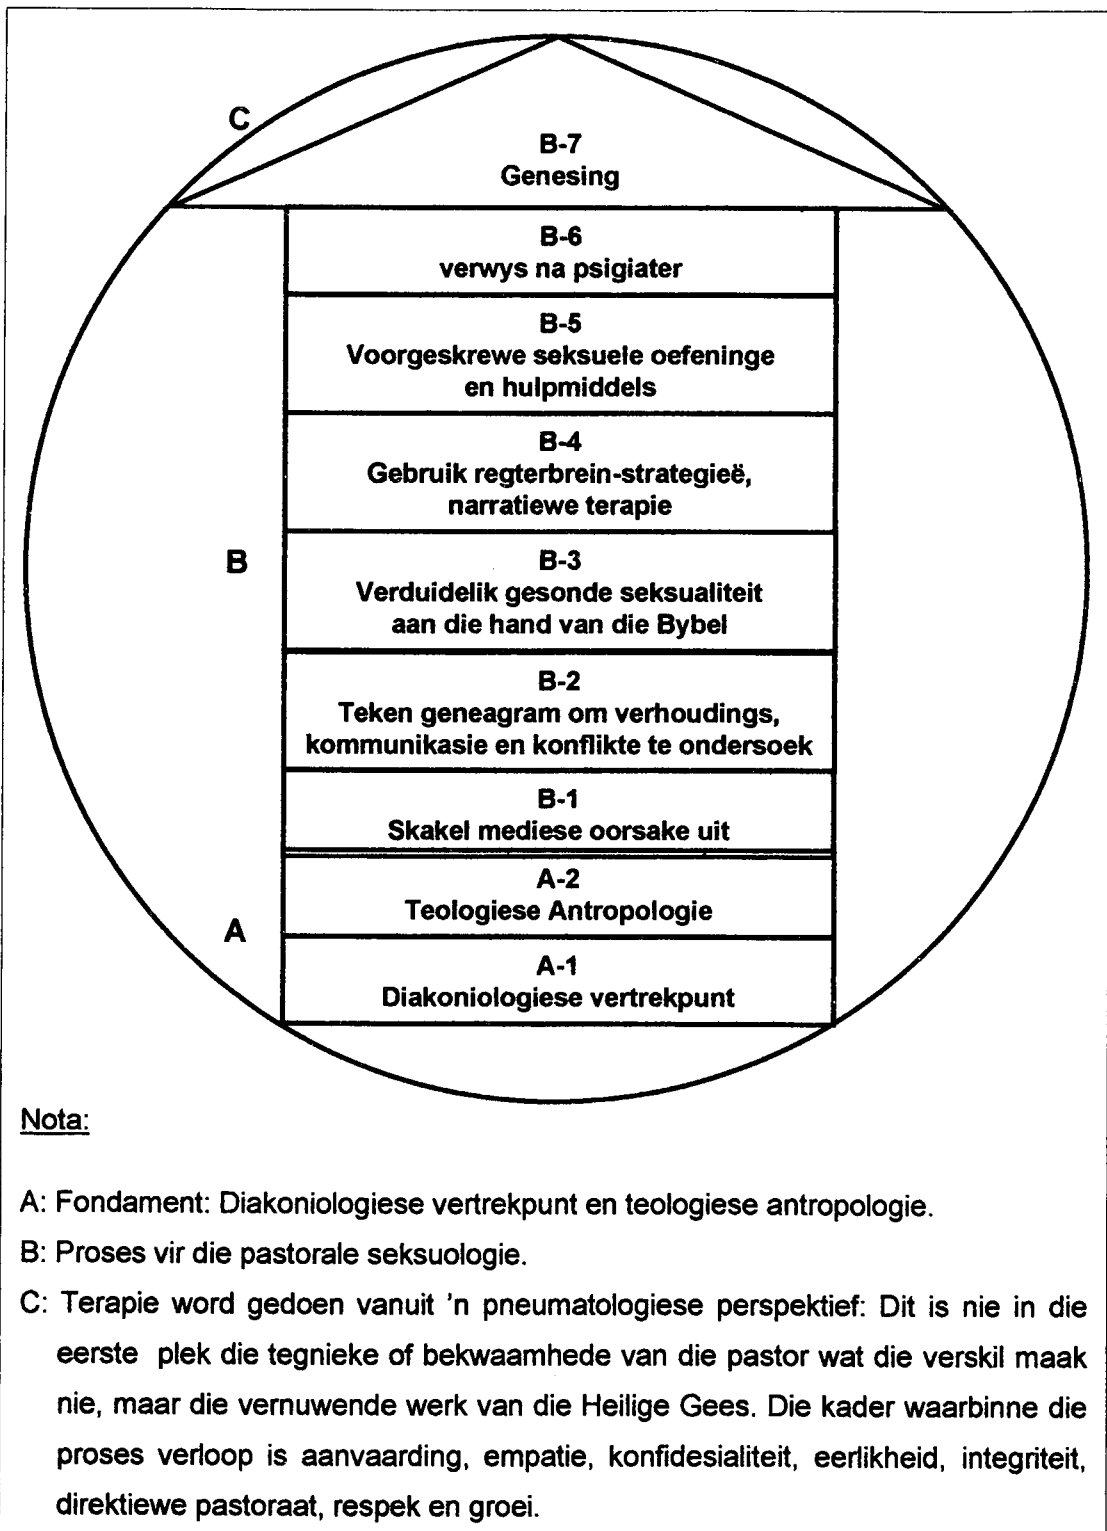 C
B-7
Genesing
B-6
verwys na psigiater
B-5
Voorgeskrewe seksuele oefeninge
en hulpmiddels
B-4
Gebruik regterbrein-strategieë,
narratiewe terapie
B
B-3
Verduidelik gesonde seksualiteit
aan die hand van die Bybel
B-2
Teken geneagram om verhoudings,
kommunikasie en konflikte te ondersoek
B-1
Skakel mediese oorsake uit
A-2
Teologiese Antropologie
A
A-1
Diakoniologiese vertrekpunt
Nota:
A: Fondament: Diakoniologiese vertrekpunt en teologiese antropologie.
B: Proses vir die pastorale seksuologie.
C: Terapie word gedoen vanuit 'n pneumatologiese perspektief: Dit is nie in die
eerste plek die tegnieke of bekwaamhede van die pastor wat die verskil maak
nie, maar die vernuwende werk van die Heilige Gees. Die kader waarbinne die
proses verloop is aanvaarding, empatie, konfidesialiteit, eerlikheid, integriteit,
direktiewe pastoraat, respek en groei.